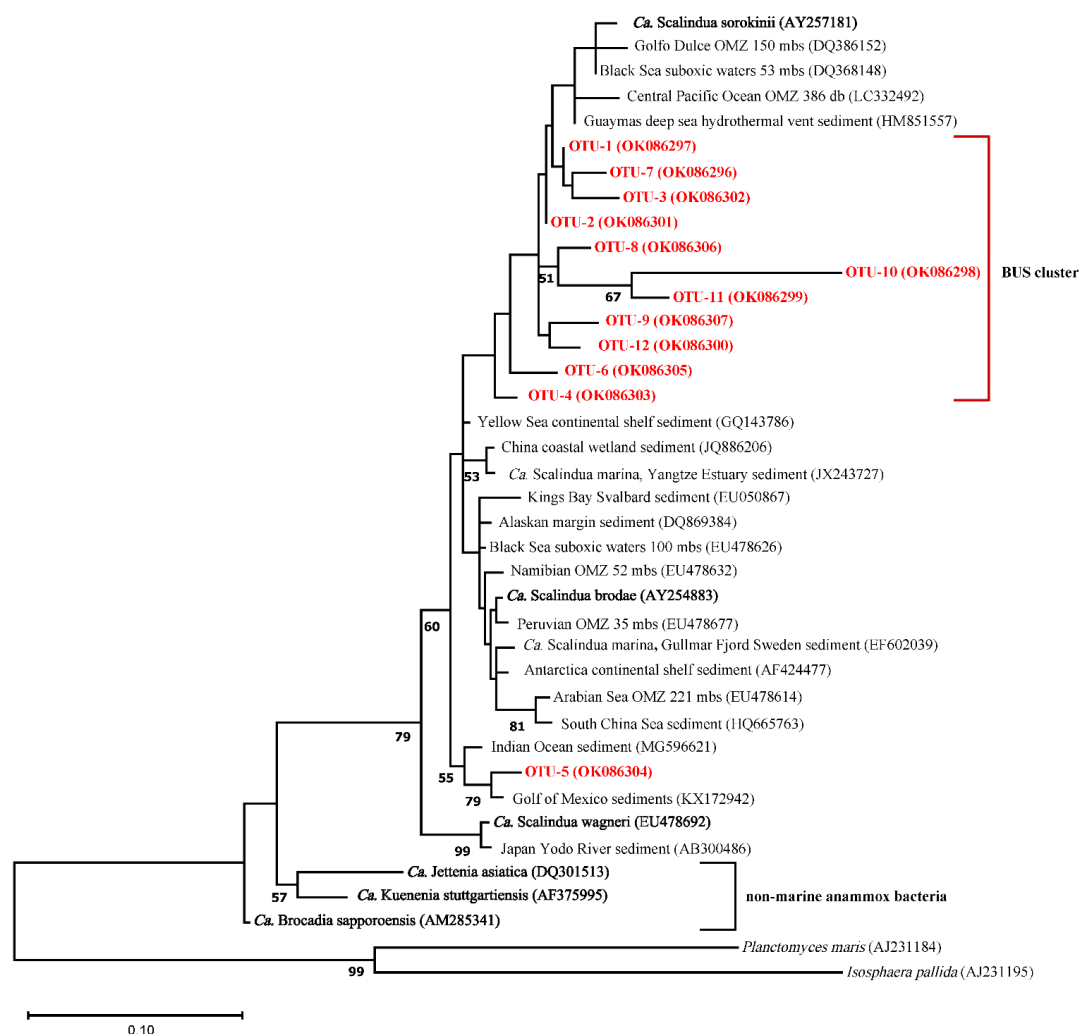 Ca. Scalindua sorokinii (AY257181)
Golfo Dulce OMZ 150 mbs (DQ386152)
Black Sea suboxic waters 53 mbs (DQ368148)
Central Pacific Ocean OMZ 386 db (LC332492)
Guaymas deep sea hydrothermal vent sediment (HM851557)
OTU-1 (OK086297)
OTU-7 (OK086296)
OTU-3 (OK086302)
OTU-2 (OK086301)
OTU-8 (OK086306)
51
OTU-10 (OK086298)
BUS cluster
67
OTU-11 (OK086299)
OTU-9 (OK086307)
OTU-12 (OK086300)
OTU-6 (OK086305)
OTU-4 (OK086303)
Yellow Sea continental shelf sediment (GQ143786)
China coastal wetland sediment (JQ886206)
53
Ca. Scalindua marina, Yangtze Estuary sediment (JX243727)
Kings Bay Svalbard sediment (EU050867)
Alaskan margin sediment (DQ869384)
Black Sea suboxic waters 100 mbs (EU478626)
Namibian OMZ 52 mbs (EU478632)
Ca. Scalindua brodae (AY254883)
60
Peruvian OMZ 35 mbs (EU478677)
Ca. Scalindua marina, Gullmar Fjord Sweden sediment (EF602039)
Antarctica continental shelf sediment (AF424477)
Arabian Sea OMZ 221 mbs (EU478614)
81
South China Sea sediment (HQ665763)
79
Indian Ocean sediment (MG596621)
55
OTU-5 (OK086304)
79
Golf of Mexico sediments (KX172942)
Ca. Scalindua wagneri (EU478692)
99
Japan Yodo River sediment (AB300486)
Ca. Jettenia asiatica (DQ301513)
57
Ca. Kuenenia stuttgartiensis (AF375995)
non-marine anammox bacteria
Ca. Brocadia sapporoensis (AM285341)
Planctomyces maris (AJ231184)
99
Isosphaera pallida (AJ231195)
0.10